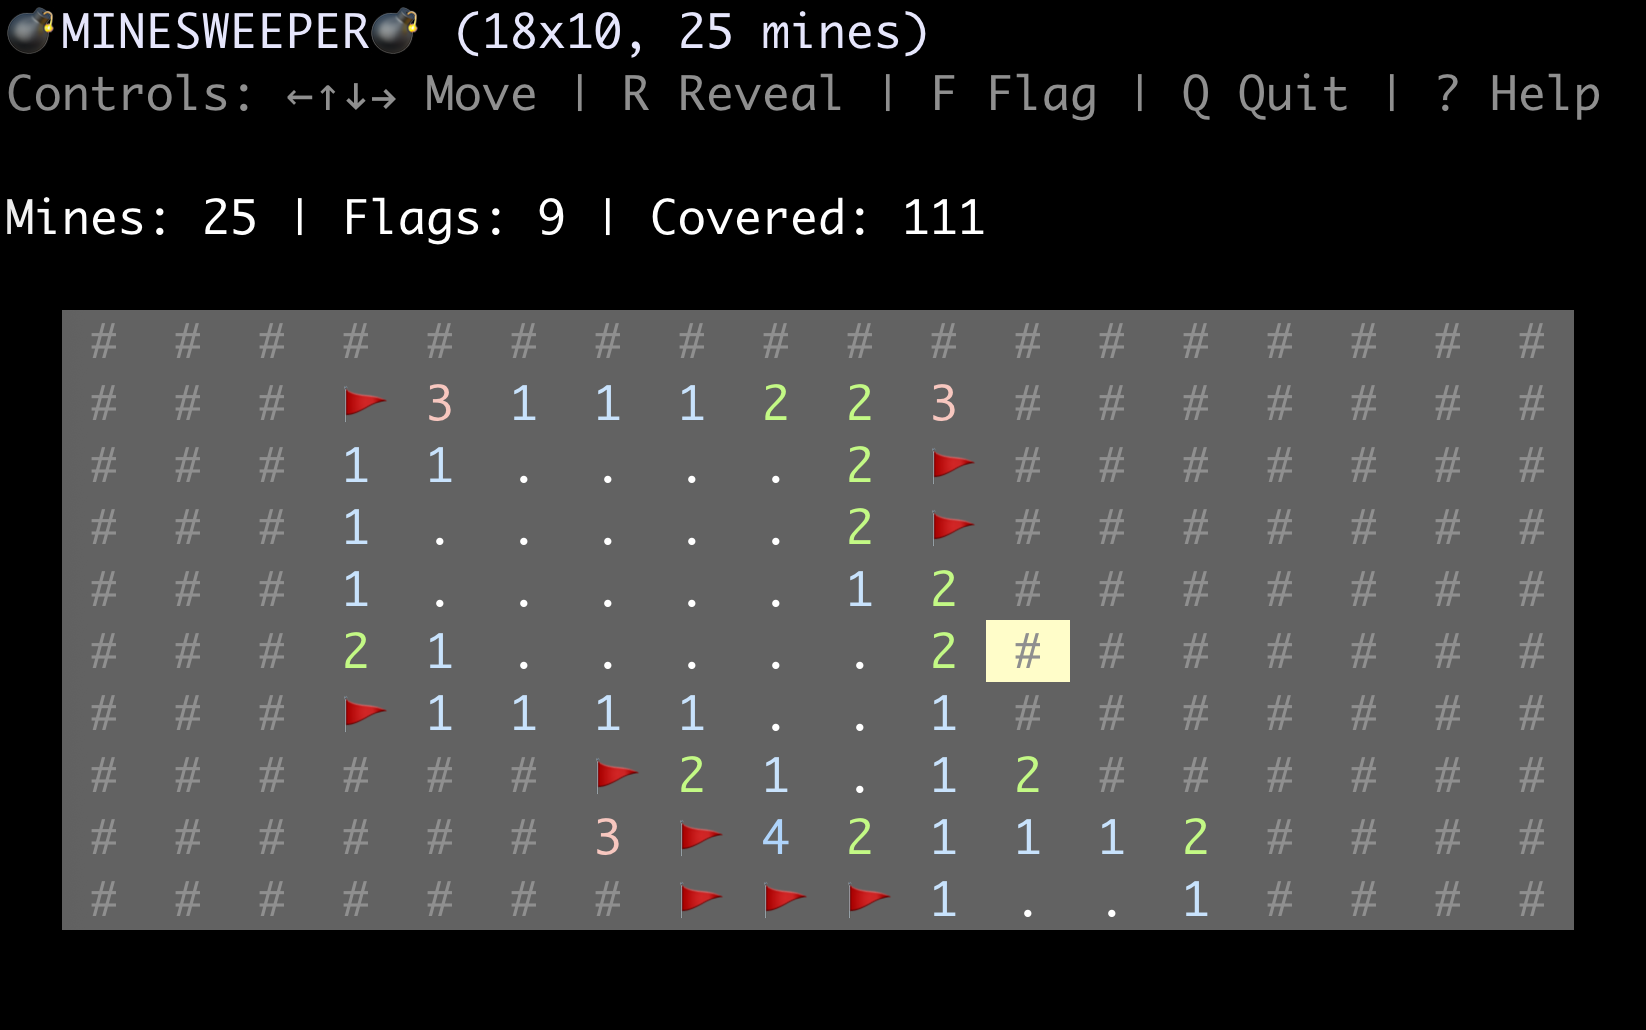 💣MINESWEEPER💣 (18x10, 25 mines)
Controls: ←↑↓→ Move | R Reveal | F Flag | Q Quit | ? Help
Mines: 25 | Flags: 9 | Covered: 111
# # # # # # # # # # # # # # # # # #
# # # 🚩 3 1 1 1 2 2 3 # # # # # # #
# # # 1 1 . . . . 2 🚩 # # # # # # #
# # # 1 . . . . . 2 🚩 # # # # # # #
# # # 1 . . . . . 1 2 # # # # # # #
# # # 2 1 . . . . . 2 # # # # # # #
# # # 🚩 1 1 1 1 . . 1 # # # # # # #
# # # # # # 🚩 2 1 . 1 2 # # # # # #
# # # # # # 3 🚩 4 2 1 1 1 2 # # # #
# # # # # # # 🚩 🚩 🚩 1 . . 1 # # # #